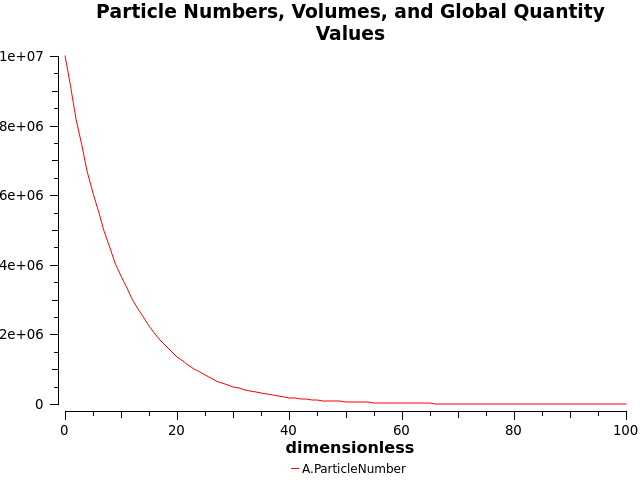 Particle Numbers, Volumes, and Global Quantity
Values
1e+07
8e+06
6e+06
4e+06
2e+06
0
0 20 40 60 80 100
dimensionless
A.ParticleNumber